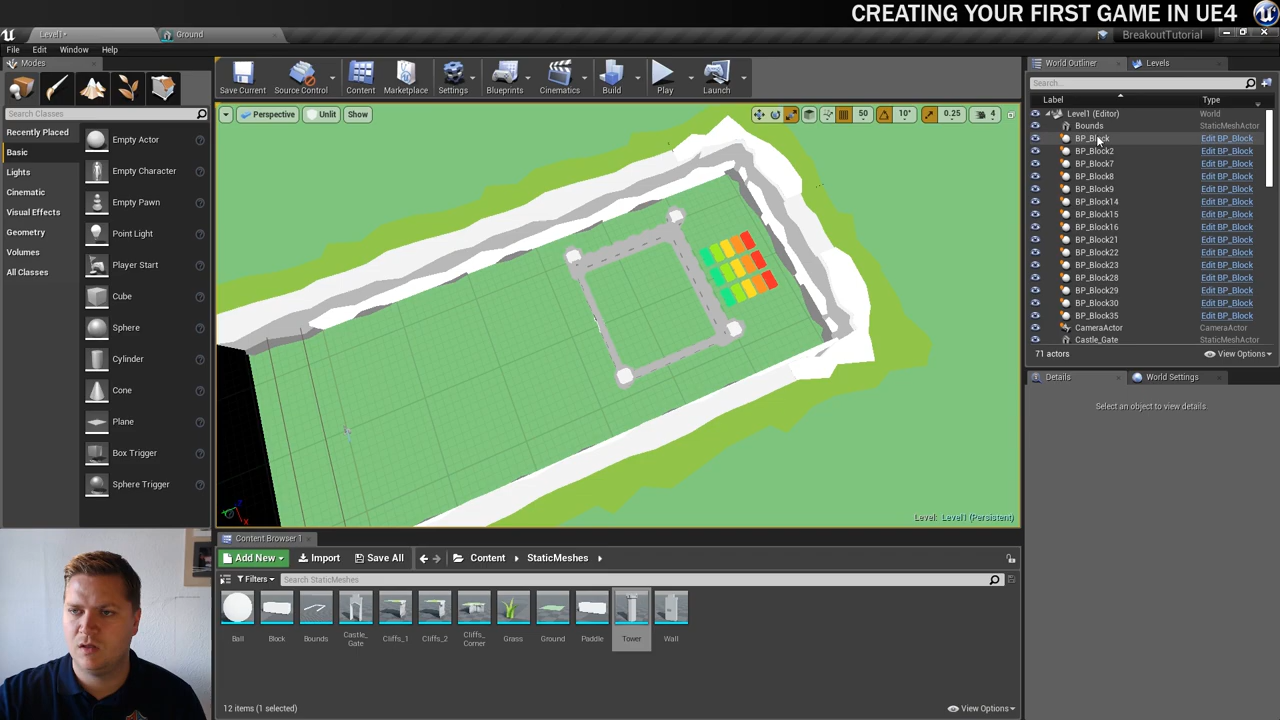 CREATING YOUR FIRST GAME IN UE4
Level1*
Ground
BreakoutTutorial
File
Edit
Window
Help
Modes
Search Classes
Recently Placed
Basic
Lights
Cinematic
Visual Effects
Geometry
Volumes
All Classes
Empty Actor
Empty Character
Empty Pawn
Point Light
Player Start
Cube
Sphere
Cylinder
Cone
Plane
Box Trigger
Sphere Trigger
Save Current
Source Control
Content
Marketplace
Settings
Blueprints
Cinematics
Build
Play
Launch
Perspective
Unlit
Show
50
10°
0.25
4
Level: Level1 (Persistent)
World Outliner
Levels
Search...
Label
Type
Level1 (Editor)
World
Bounds
StaticMeshActor
BP_Block
Edit BP_Block
BP_Block2
Edit BP_Block
BP_Block7
Edit BP_Block
BP_Block8
Edit BP_Block
BP_Block9
Edit BP_Block
BP_Block14
Edit BP_Block
BP_Block15
Edit BP_Block
BP_Block16
Edit BP_Block
BP_Block21
Edit BP_Block
BP_Block22
Edit BP_Block
BP_Block23
Edit BP_Block
BP_Block28
Edit BP_Block
BP_Block29
Edit BP_Block
BP_Block30
Edit BP_Block
BP_Block35
Edit BP_Block
CameraActor
CameraActor
Castle_Gate
StaticMeshActor
71 actors
View Options
Details
World Settings
Select an object to view details.
Content Browser 1
Add New
Import
Save All
Content
StaticMeshes
Filters
Search StaticMeshes
Ball
Block
Bounds
Castle_
Gate
Cliffs_1
Cliffs_2
Cliffs_
Corner
Grass
Ground
Paddle
Tower
Wall
12 items (1 selected)
View Options